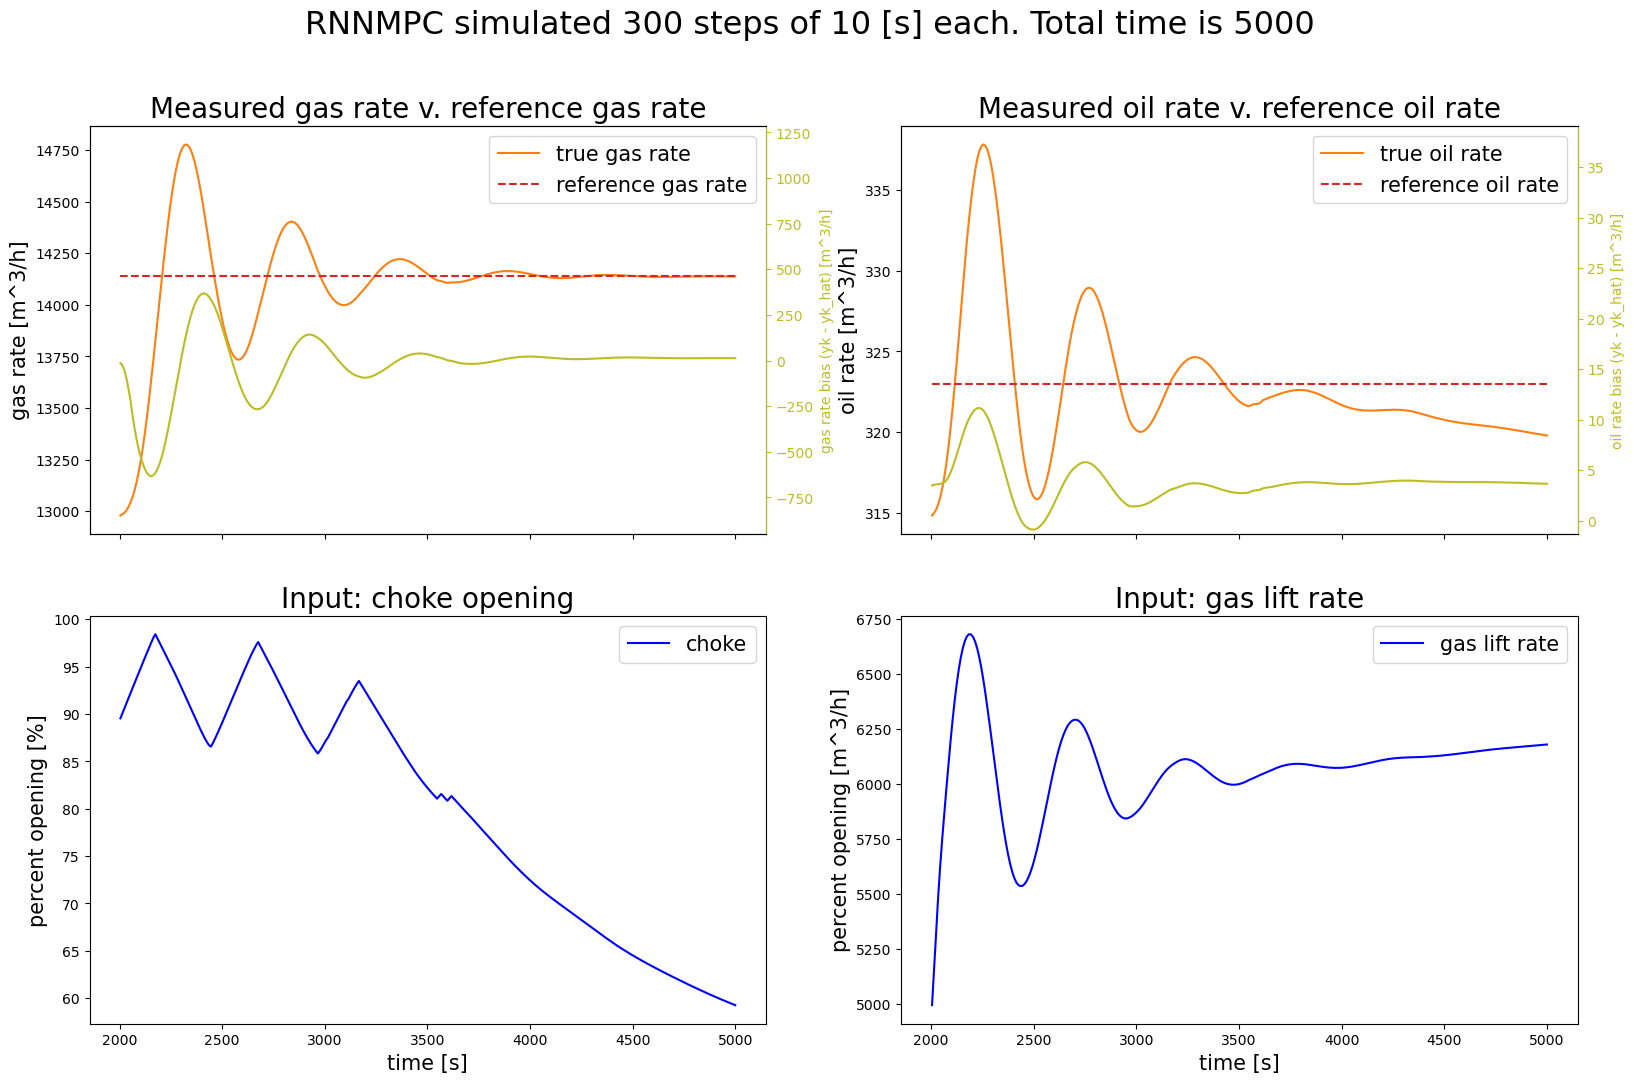 RNNMPC simulated 300 steps of 10 [s] each. Total time is 5000
Measured gas rate v. reference gas rate
gas rate [m^3/h]
14750
14500
14250
14000
13750
13500
13250
13000
true gas rate
reference gas rate
1250
1000
750
500
250
0
−250
−500
−750
gas rate bias (yk - yk_hat) [m^3/h]
Measured oil rate v. reference oil rate
oil rate [m^3/h]
335
330
325
320
315
true oil rate
reference oil rate
35
30
25
20
15
10
5
0
oil rate bias (yk - yk_hat) [m^3/h]
Input: choke opening
percent opening [%]
100
95
90
85
80
75
70
65
60
choke
2000 2500 3000 3500 4000 4500 5000
time [s]
Input: gas lift rate
percent opening [m^3/h]
6750
6500
6250
6000
5750
5500
5250
5000
gas lift rate
2000 2500 3000 3500 4000 4500 5000
time [s]